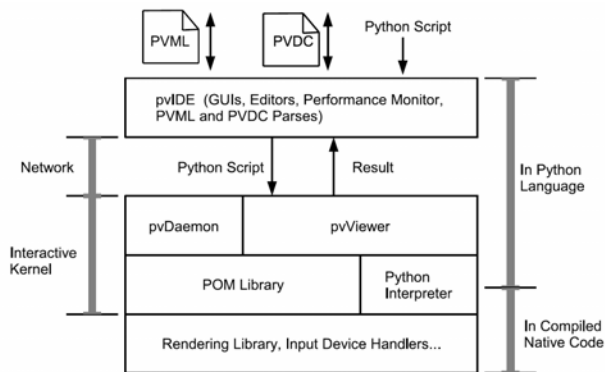 PVML
PVDC
Python Script
pvIDE (GUIs, Editors, Performance Monitor,
PVML and PVDC Parses)
Network
Python Script
Result
In Python
Language
pvDaemon
pvViewer
Interactive
Kernel
POM Library
Python
Interpreter
Rendering Library, Input Device Handlers...
In Compiled
Native Code